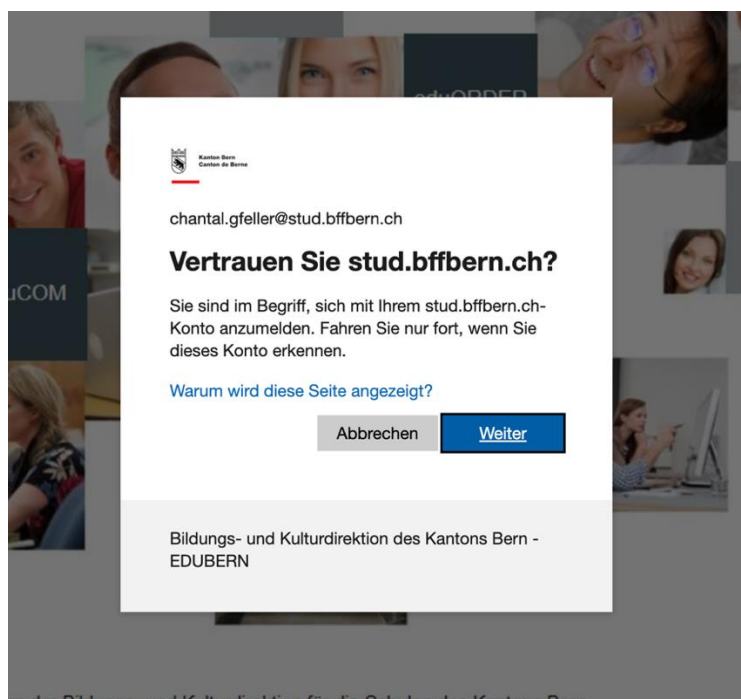 eduORDER
Kanton Bern
Canton de Berne
chantal.gfeller@stud.bffbern.ch
Vertrauen Sie stud.bffbern.ch?
uCOM
Sie sind im Begriff, sich mit Ihrem stud.bffbern.ch-
Konto anzumelden. Fahren Sie nur fort, wenn Sie
dieses Konto erkennen.
Warum wird diese Seite angezeigt?
Abbrechen
Weiter
Bildungs- und Kulturdirektion des Kantons Bern -
EDUBERN